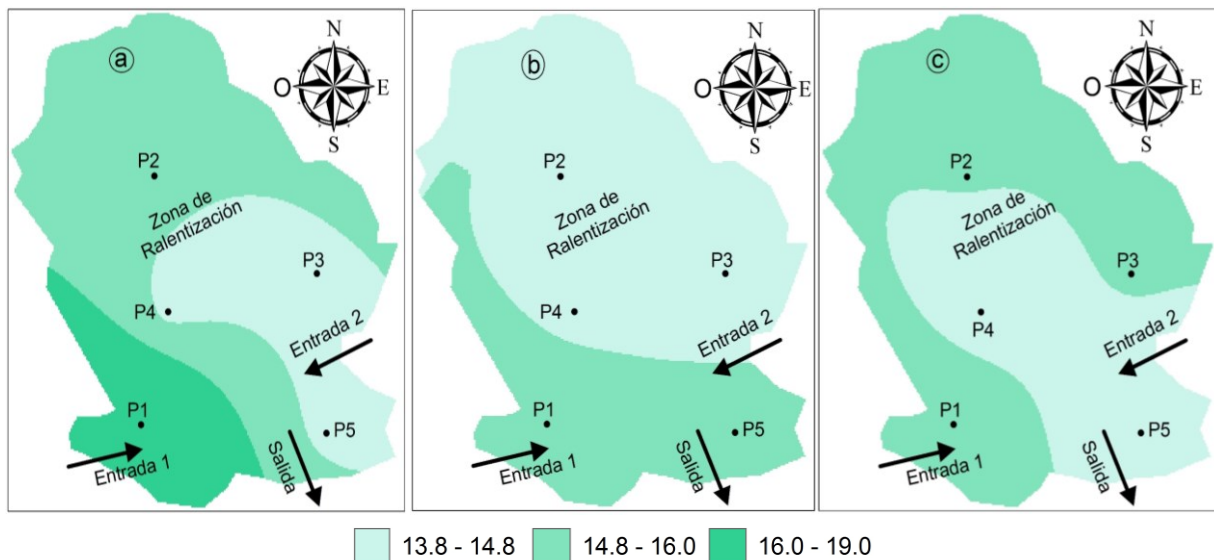 a
N
O
E
S
P2
Zona de
Ralentización
P3
P4
Entrada 2
P1
P5
Entrada 1
Salida
b
N
O
E
S
P2
Zona de
Ralentización
P3
P4
Entrada 2
P1
P5
Entrada 1
Salida
c
N
O
E
S
P2
Zona de
Ralentización
P3
P4
Entrada 2
P1
P5
Entrada 1
Salida
13.8 - 14.8
14.8 - 16.0
16.0 - 19.0